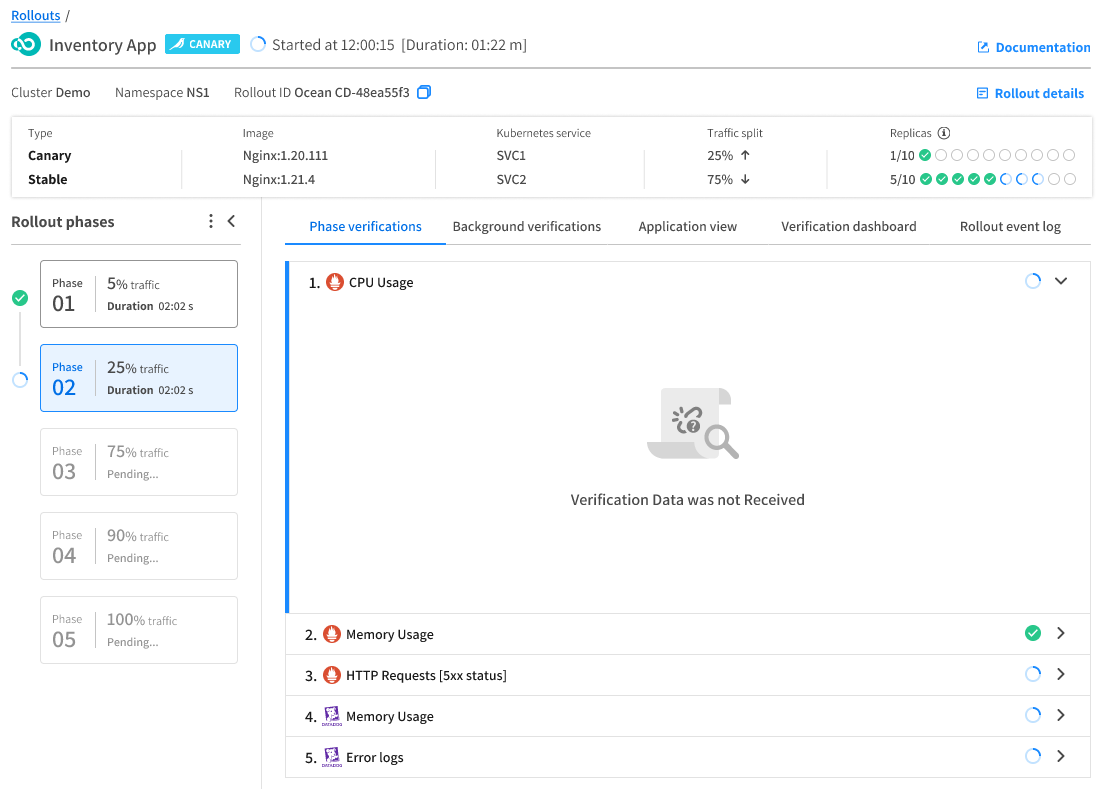 Rollouts /
Inventory App CANARY Started at 12:00:15 [Duration: 01:22 m]
Documentation
Cluster Demo Namespace NS1 Rollout ID Ocean CD-48ea55f3 Rollout details
Type Image Kubernetes service Traffic split Replicas
Canary Nginx:1.20.111 SVC1 25% ↑ 1/10
Stable Nginx:1.21.4 SVC2 75% ↓ 5/10
Rollout phases
Phase verifications Background verifications Application view Verification dashboard Rollout event log
Phase 5% traffic
01 Duration 02:02 s
Phase 25% traffic
02 Duration 02:02 s
Phase 75% traffic
03 Pending...
Phase 90% traffic
04 Pending...
Phase 100% traffic
05 Pending...
1. CPU Usage
?
Verification Data was not Received
2. Memory Usage
3. HTTP Requests [5xx status]
4. DATADOG Memory Usage
5. DATADOG Error logs